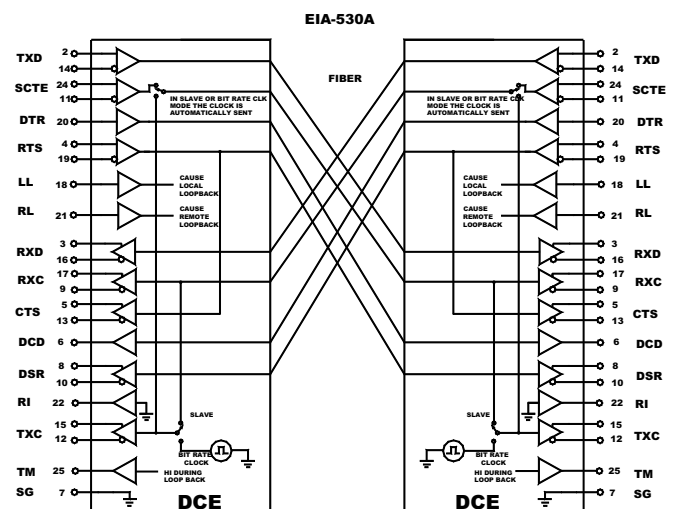 EIA-530A
TXD 2 14
SCTE 24 11
DTR 20
RTS 4 19
LL 18
RL 21
RXD 3 16
RXC 17 9
CTS 5 13
DCD 6
DSR 8 10
RI 22
TXC 15 12
TM 25
SG 7
IN SLAVE OR BIT RATE CLK
MODE THE CLOCK IS
AUTOMATICALLY SENT
CAUSE
LOCAL
LOOPBACK
CAUSE
REMOTE
LOOPBACK
SLAVE
BIT RATE
CLOCK
HI DURING
LOOP BACK
DCE
FIBER
IN SLAVE OR BIT RATE CLK
MODE THE CLOCK IS
AUTOMATICALLY SENT
CAUSE
LOCAL
LOOPBACK
CAUSE
REMOTE
LOOPBACK
SLAVE
BIT RATE
CLOCK
HI DURING
LOOP BACK
DCE
2 14 TXD
24 11 SCTE
20 DTR
4 19 RTS
18 LL
21 RL
3 16 RXD
17 9 RXC
5 13 CTS
6 DCD
8 10 DSR
22 RI
15 12 TXC
25 TM
7 SG